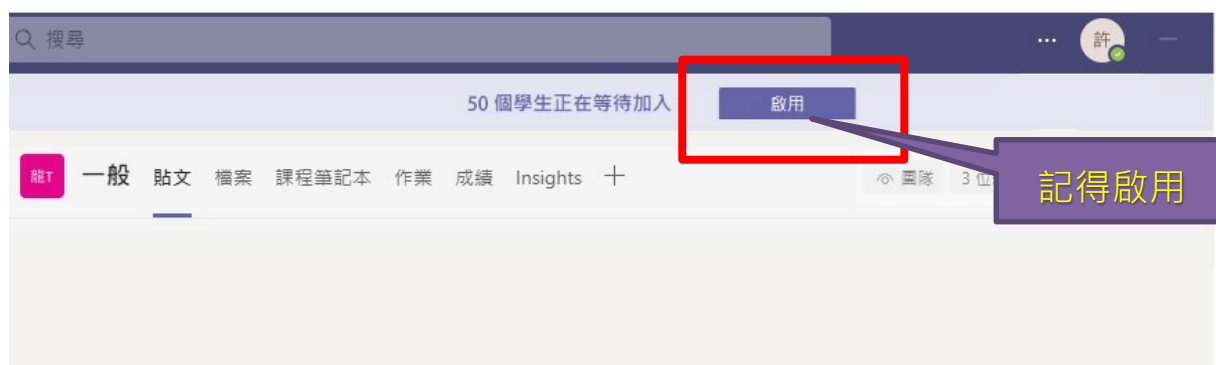 搜尋
許
50 個學生正在等待加入 啟用
龍T 一般 貼文 檔案 課程筆記本 作業 成績 Insights 團隊 3 位
記得啟用